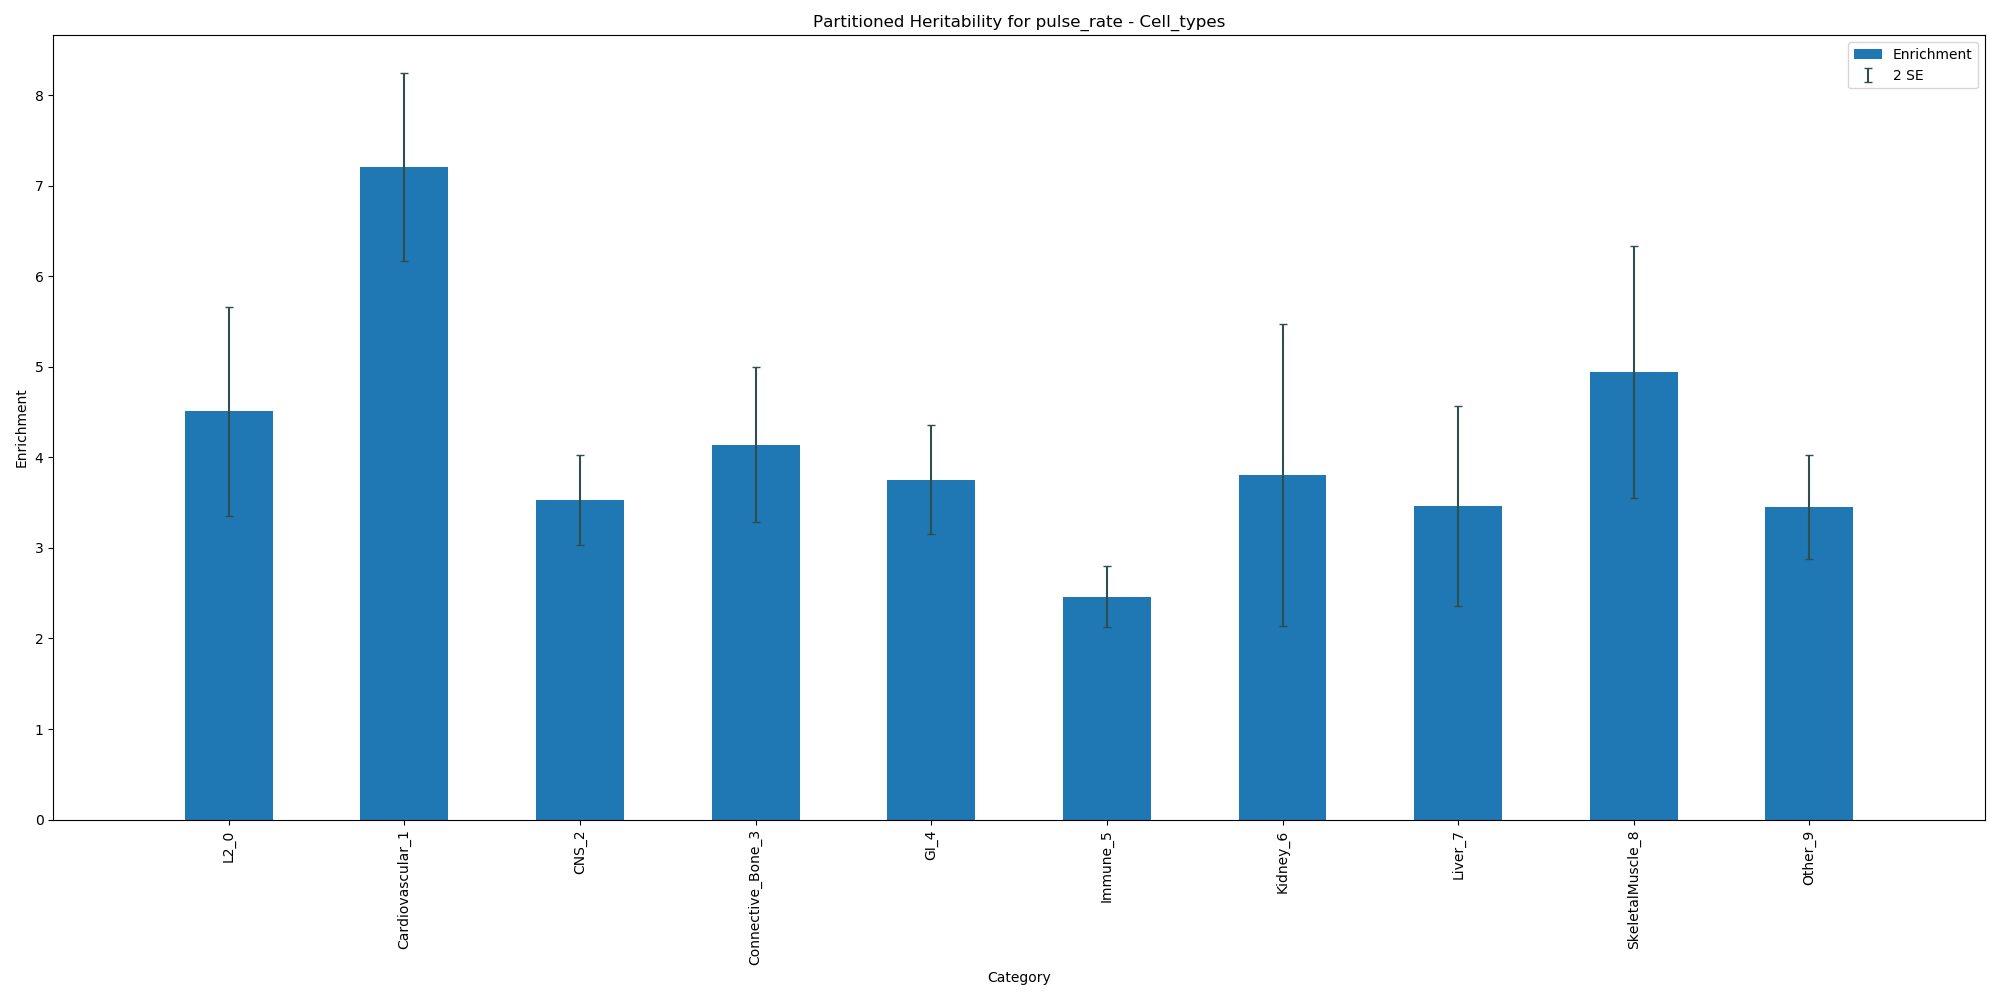 Partitioned Heritability for pulse_rate - Cell_types
Enrichment
2 SE
8
7
6
5
4
3
2
1
0
Enrichment
L2_0
Cardiovascular_1
CNS_2
Connective_Bone_3
GI_4
Immune_5
Kidney_6
Liver_7
SkeletalMuscle_8
Other_9
Category